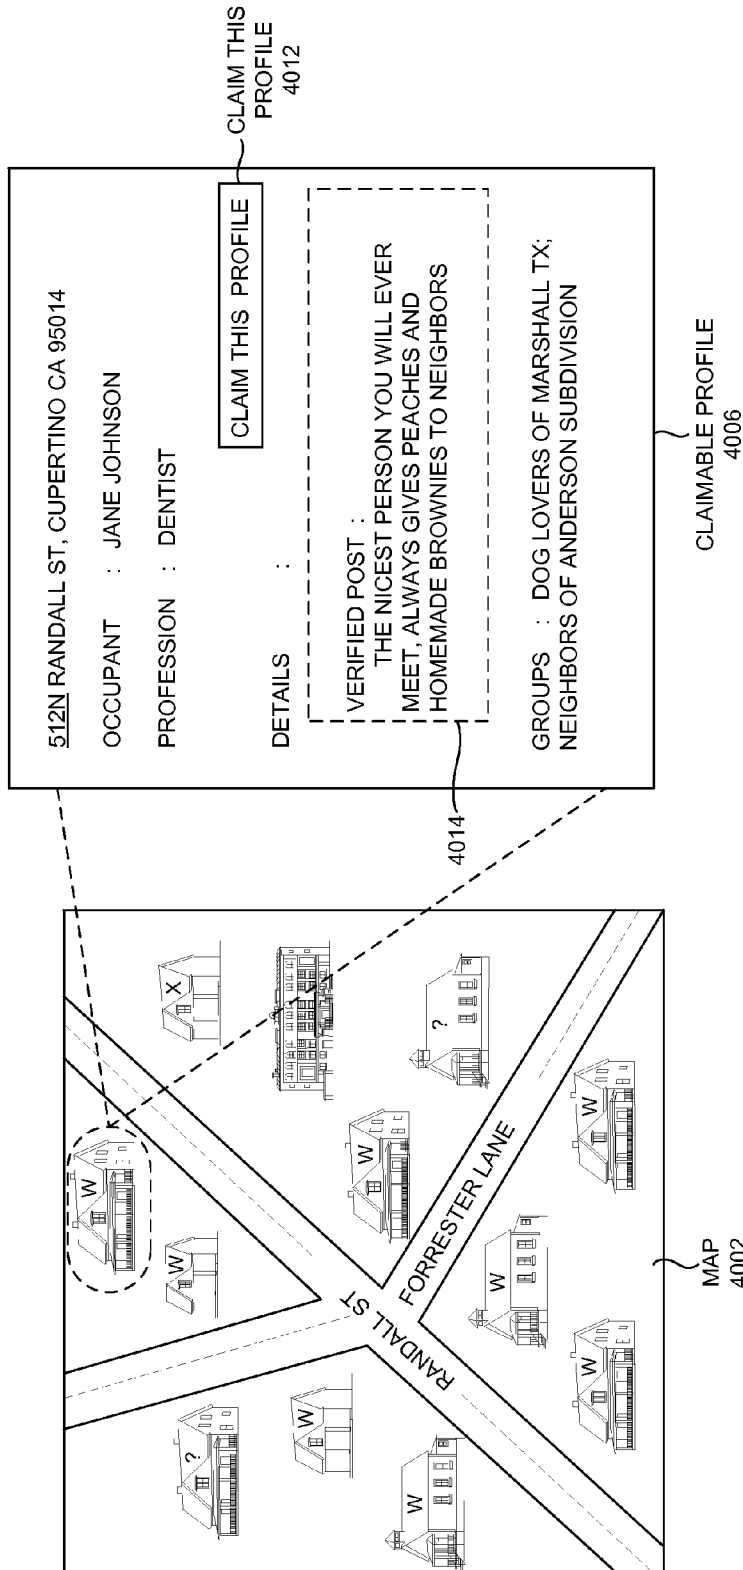 512N RANDALL ST, CUPERTINO CA 95014
OCCUPANT : JANE JOHNSON
PROFESSION : DENTIST
CLAIM THIS PROFILE
DETAILS :
VERIFIED POST :
THE NICEST PERSON YOU WILL EVER
MEET, ALWAYS GIVES PEACHES AND
HOMEMADE BROWNIES TO NEIGHBORS
GROUPS : DOG LOVERS OF MARSHALL TX;
NEIGHBORS OF ANDERSON SUBDIVISION
CLAIM THIS
PROFILE
4012
4014
CLAIMABLE PROFILE
4006
W
X
W
?
W
?
W
W
RANDALL ST
FORRESTER LANE
W
W
W
W
MAP
4002